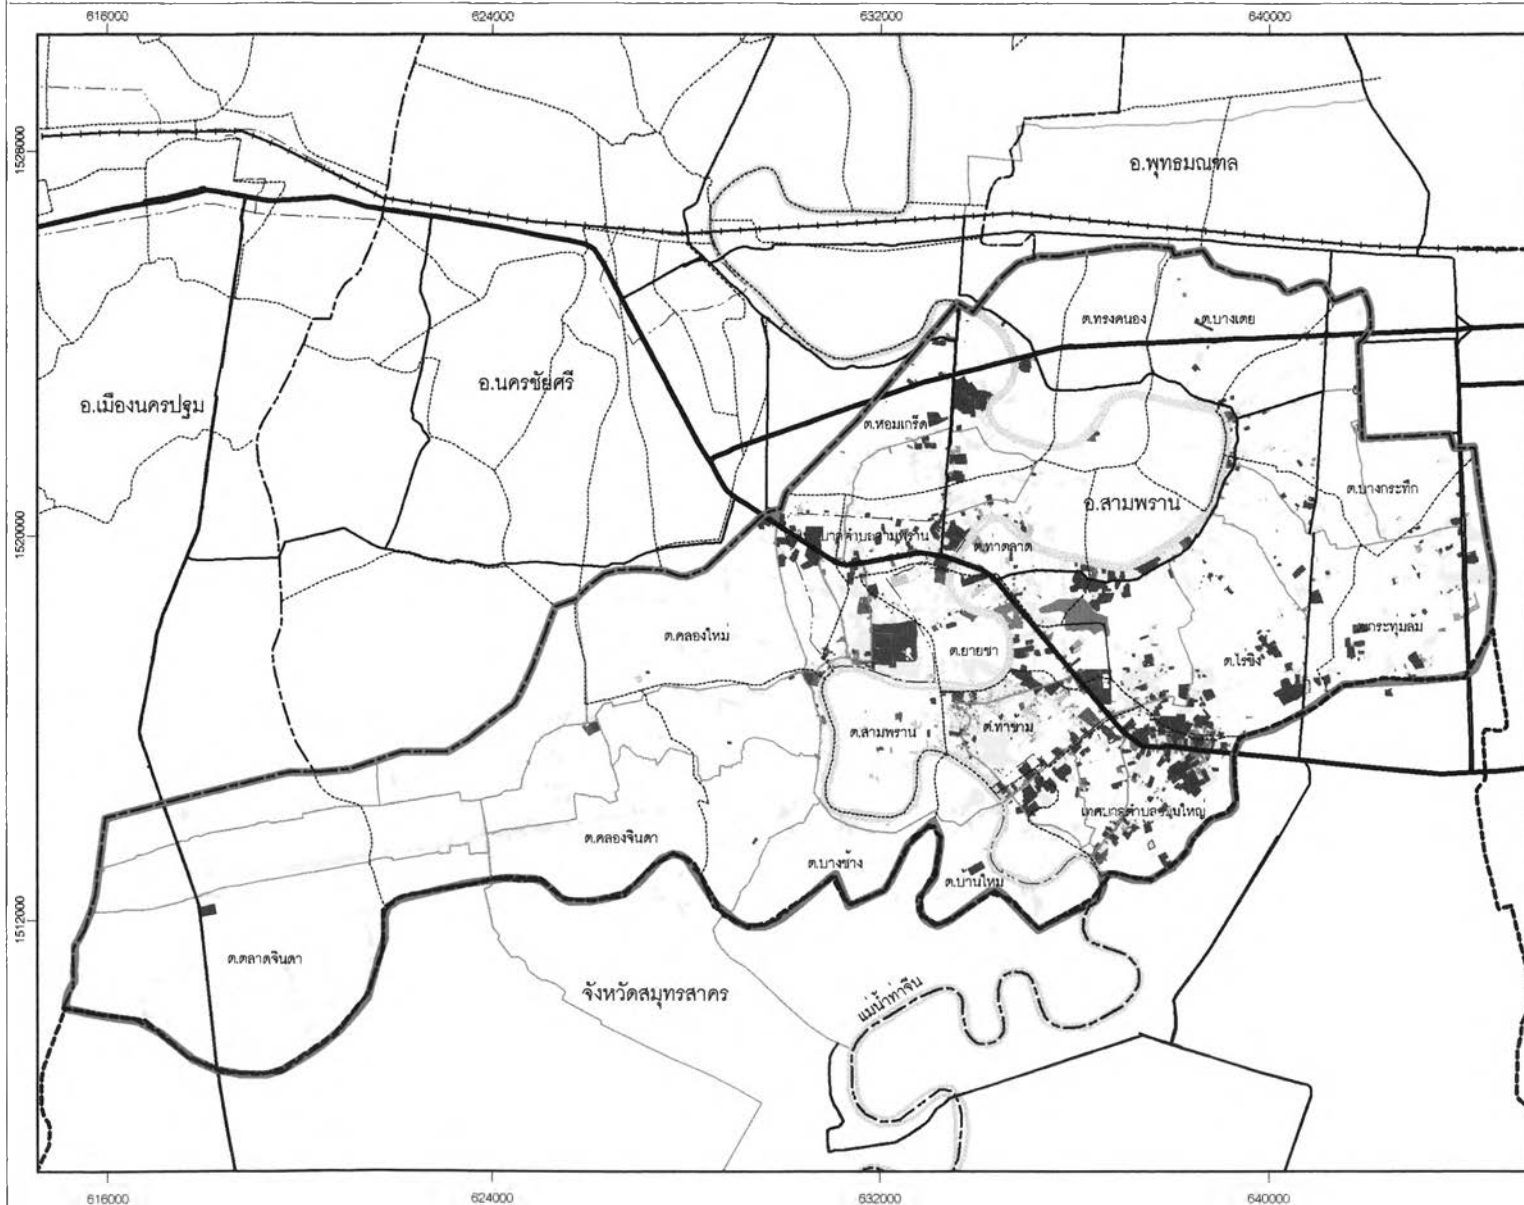 616000
624000
632000
640000
1528000
อ.พุทธมณฑล
ต.ทรงคนอง
ต.บางเตย
อ.นครชัยศรี
อ.เมืองนครปฐม
ต.หอมเกร็ด
ต.บางกระทึก
อ.สามพราน
1520000
ต.ท่าตลาด
ต.คลองใหม่
ต.กระทุ่มล้ม
ต.ยายชา
ต.ไร่ขิง
ต.สามพราน
ต.ท่าข้าม
ต.คลองจินดา
ต.บางช้าง
ต.บ้านใหม่
1512000
ต.ตลาดจินดา
จังหวัดสมุทรสาคร
แม่น้ำท่าจีน
616000
624000
632000
640000